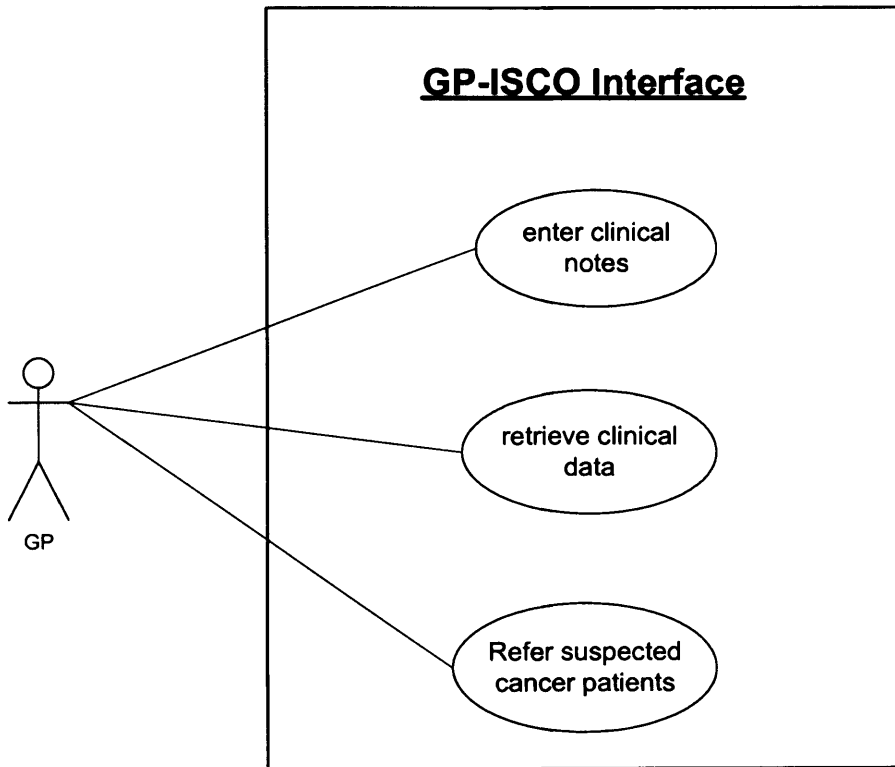 GP-ISCO Interface
enter clinical
notes
retrieve clinical
data
GP
Refer suspected
cancer patients